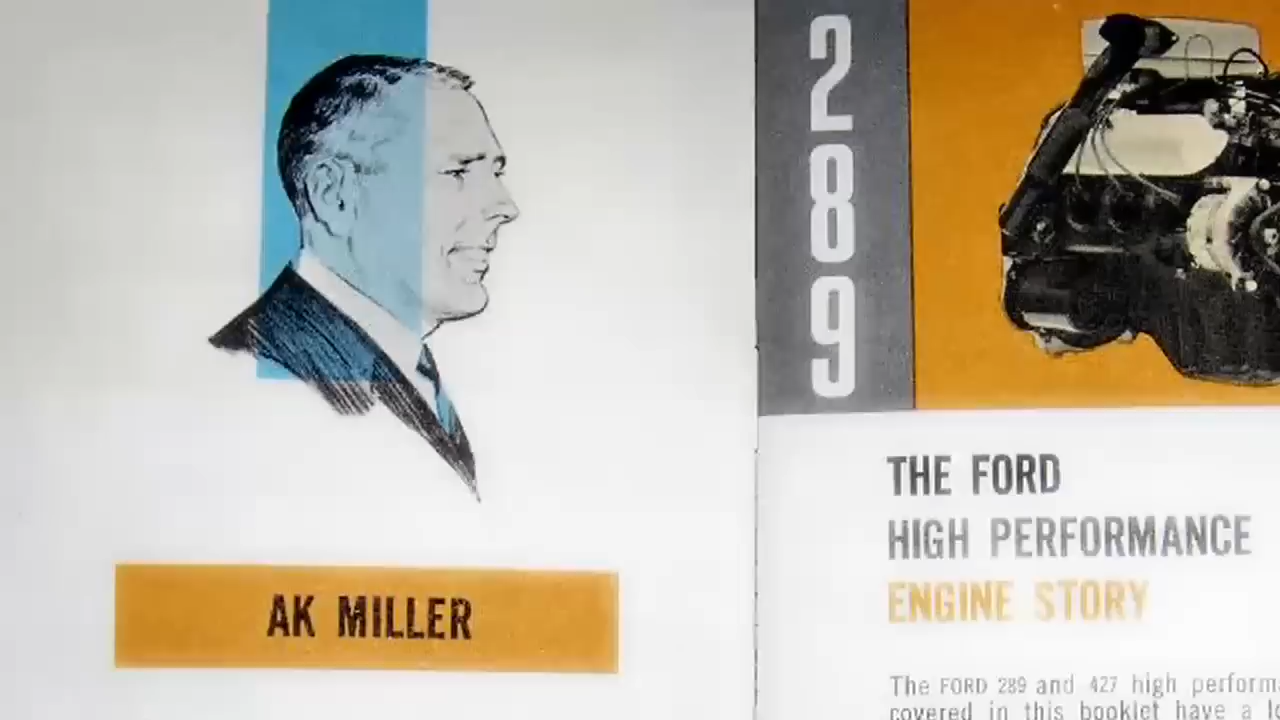 AK MILLER
289
THE FORD
HIGH PERFORMANCE
ENGINE STORY
The FORD 289 and 427 high
covered in this booklet have a